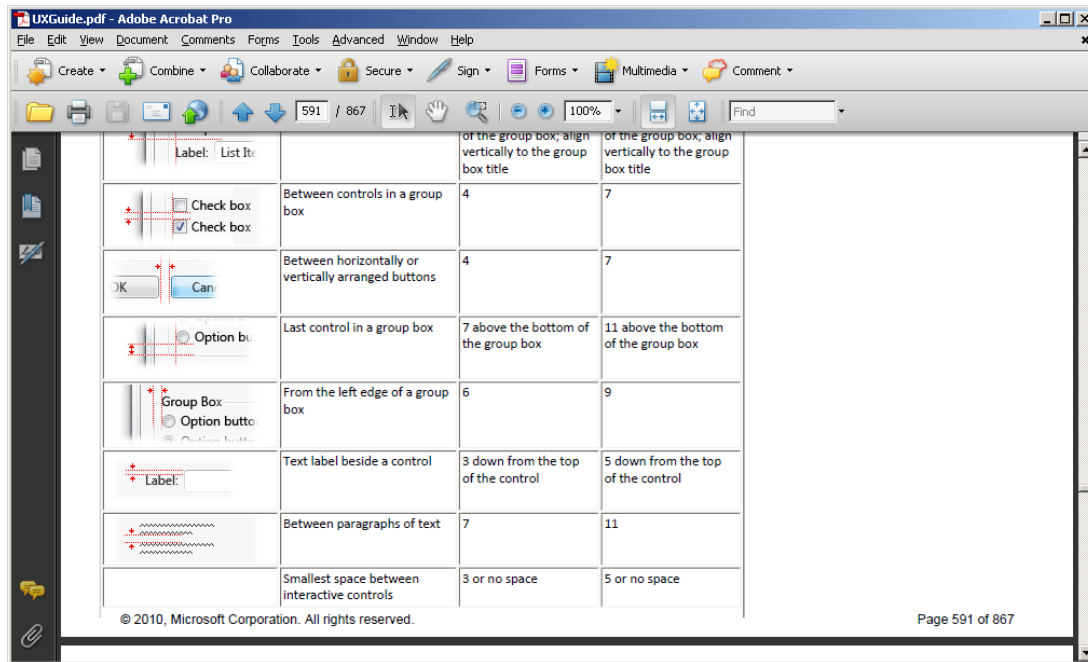 UXGuide.pdf - Adobe Acrobat Pro
File Edit View Document Comments Forms Tools Advanced Window Help
Create Combine Collaborate Secure Sign Forms Multimedia Comment
591 / 867 100% Find
of the group box; align of the group box; align
Label: List Ite vertically to the group vertically to the group
box title box title
Check box Between controls in a group 4 7
Check box box
Between horizontally or 4 7
OK Canc vertically arranged buttons
Option bu Last control in a group box 7 above the bottom of 11 above the bottom
the group box of the group box
Group Box From the left edge of a group 6 9
Option butto box
Option butto
Label: Text label beside a control 3 down from the top 5 down from the top
of the control of the control
Between paragraphs of text 7 11
Smallest space between 3 or no space 5 or no space
interactive controls
© 2010, Microsoft Corporation. All rights reserved. Page 591 of 867